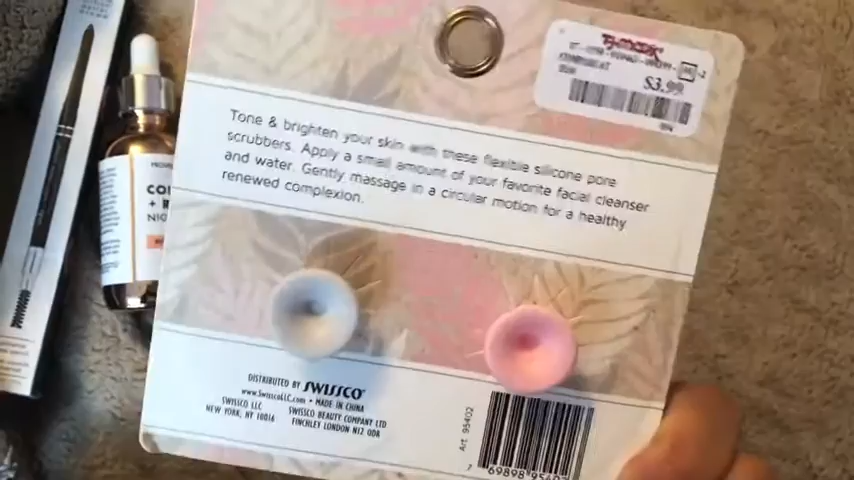 T.J.maxx
$3.99
Tone & brighten your skin with these flexible silicone pore
scrubbers. Apply a small amount of your favorite facial cleanser
and water. Gently massage in a circular motion for a healthy
renewed complexion.
DISTRIBUTED BY SWISSCO®
www.SwisscoLLC.com • MADE IN CHINA
SWISSCO LLC
NEW YORK, NY 10016
SWISSCO BEAUTY COMPANY LTD
FINCHLEY LONDON N12 0DR
Art. 95402